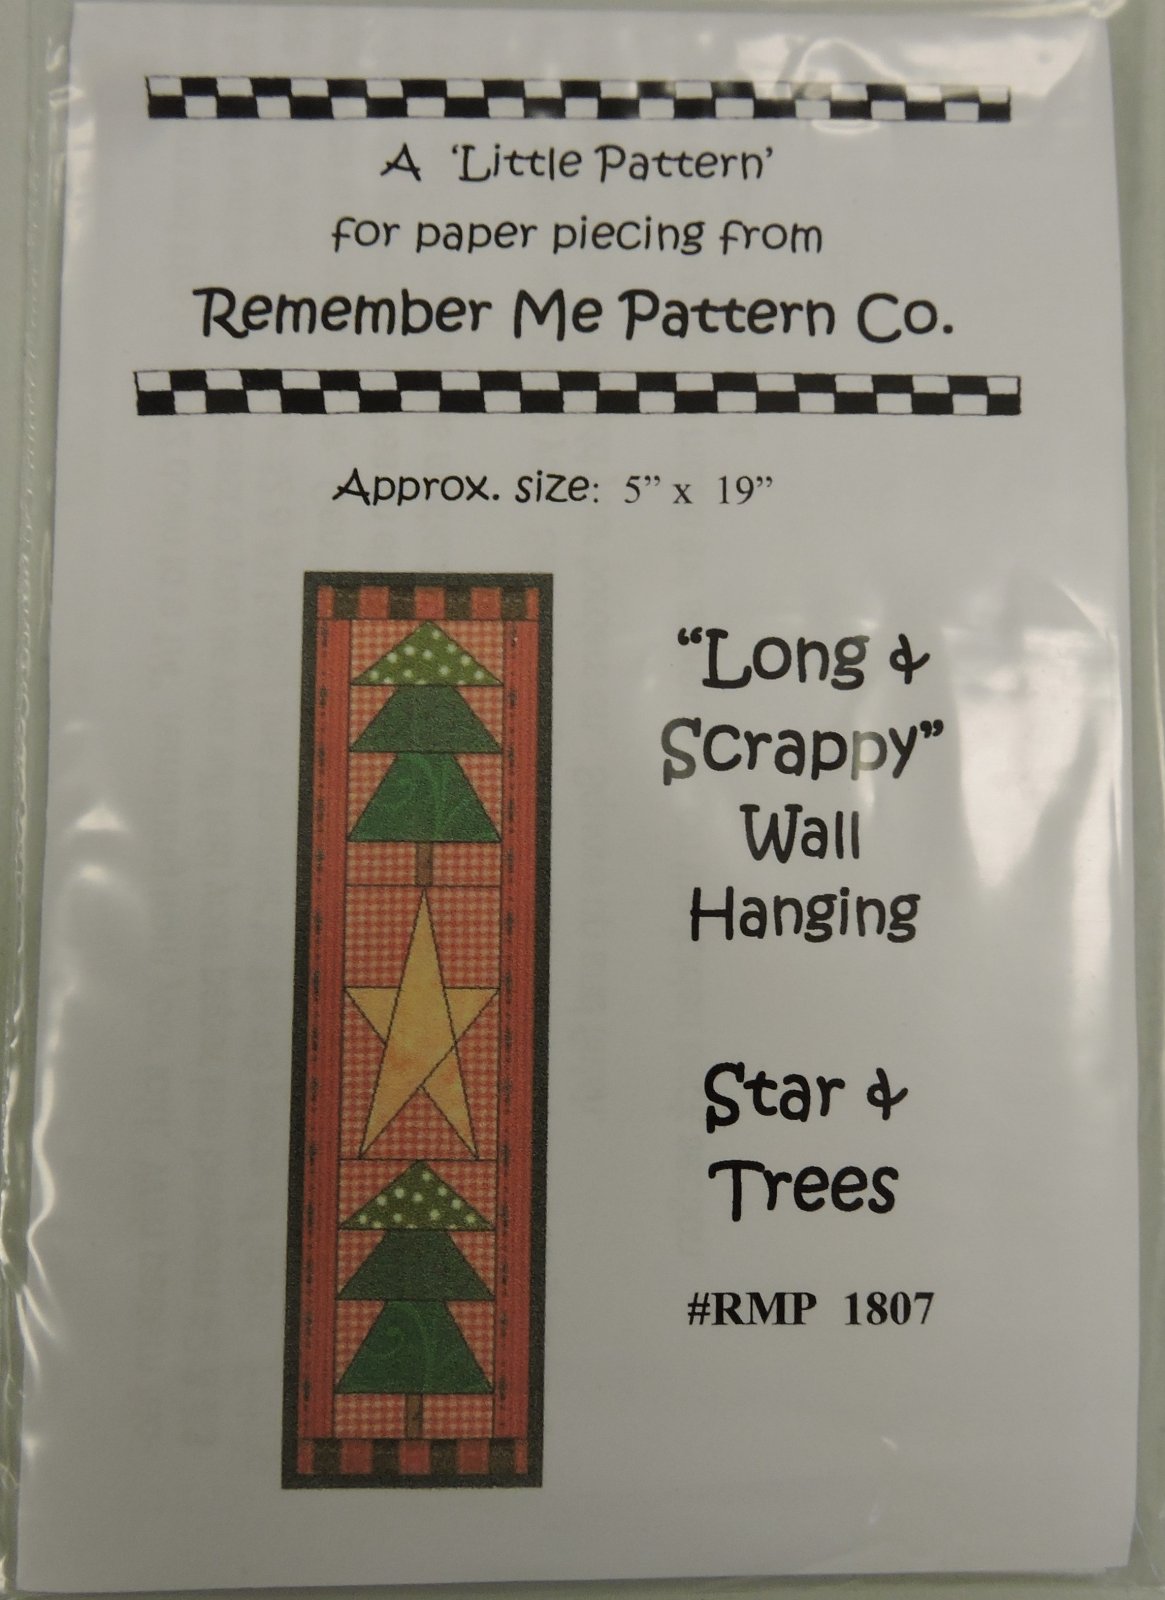 A ‘Little Pattern’
for paper piecing from
Remember Me Pattern Co.
Approx. size: 5” x 19”
“Long &
Scrappy”
Wall
Hanging
Star &
Trees
#RMP 1807